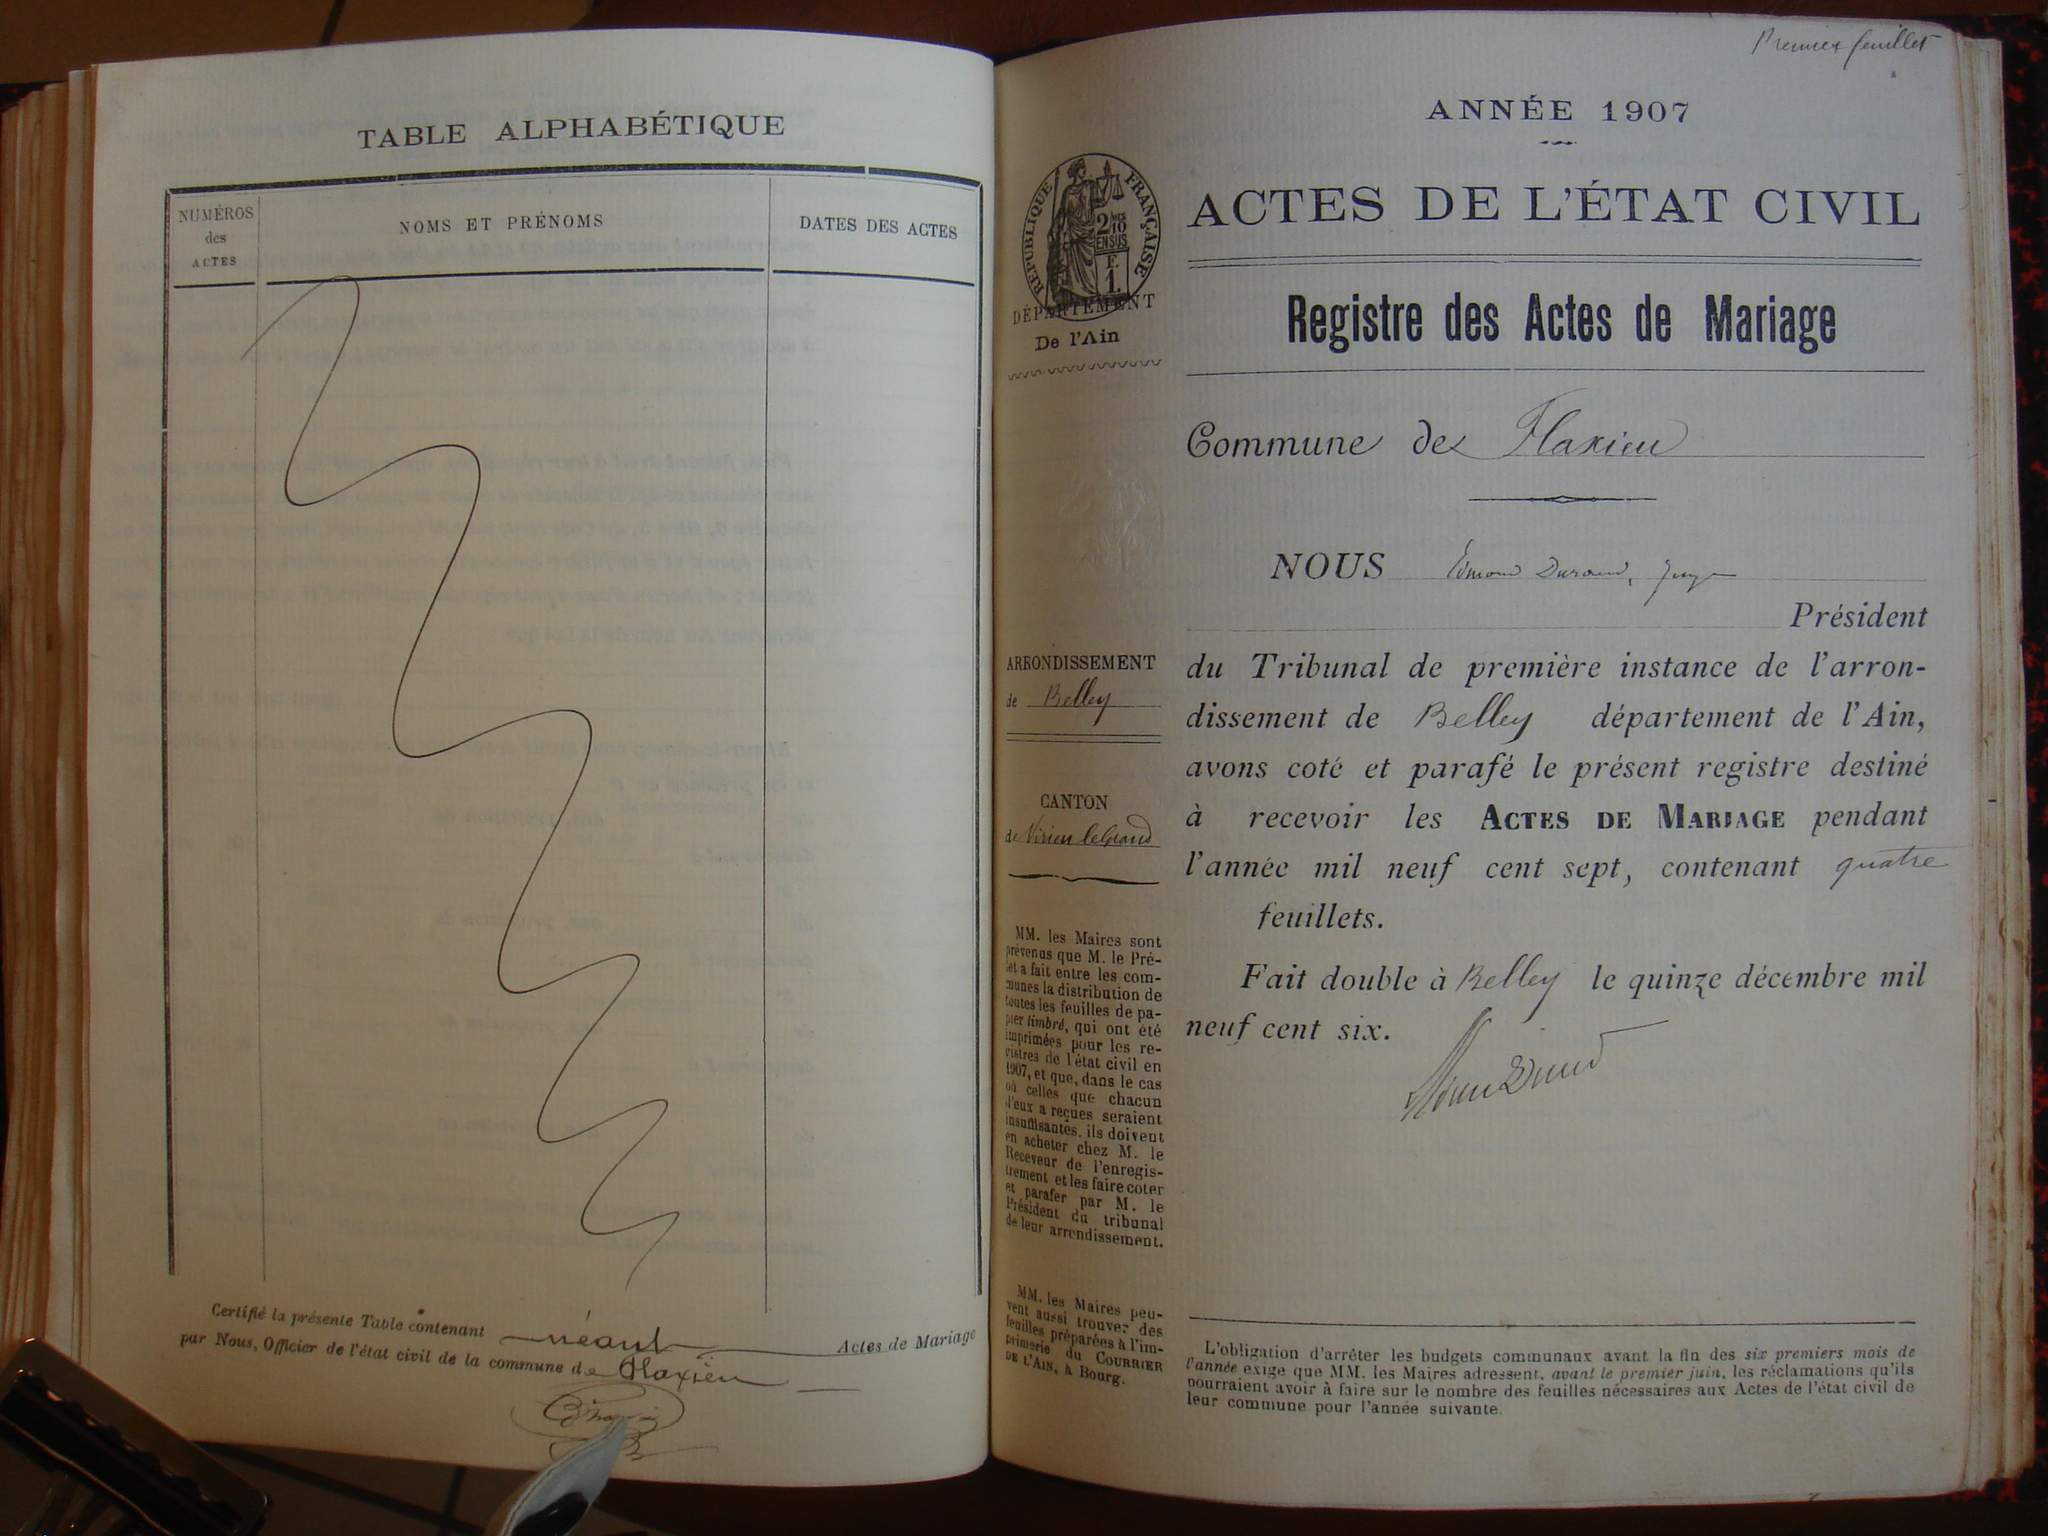 TABLE ALPHABÉTIQUE
NUMÉROS
des
ACTES
NOMS ET PRÉNOMS
DATES DES ACTES
Certifié la présente Table contenant néant Actes de Mariage
par Nous, Officier de l'état civil de la commune de Flaxieu
Premier feuillet
ANNÉE 1907
ACTES DE L'ÉTAT CIVIL
RÉPUBLIQUE FRANÇAISE
2/10
EN SUS
F.
1.
DÉPARTEMENT
De l'Ain
Registre des Actes de Mariage
Commune de Flaxieu
NOUS Edmond Durand, Juge
Président
du Tribunal de première instance de l'arron-
dissement de Belley département de l'Ain,
avons coté et parafé le présent registre destiné
à recevoir les ACTES DE MARIAGE pendant
l'année mil neuf cent sept, contenant quatre
feuillets.
Fait double à Belley le quinze décembre mil
neuf cent six.
ARRONDISSEMENT
de Belley
CANTON
de Virieu leGrand
MM. les Maires sont
prévenus que M. le Pré-
fet a fait entre les com-
munes la distribution de
toutes les feuilles de pa-
pier timbré, qui ont été
imprimées pour les re-
gistres de l'état civil en
1907, et que, dans le cas
où celles que chacun
d'eux a reçues seraient
insuffisantes, ils doivent
en acheter chez M. le
Receveur de l'enregis-
trement et les faire coter
et parafer par M. le
Président du tribunal
de leur arrondissement.
MM. les Maires peu-
vent aussi trouver des
feuilles préparées à l'im-
primerie du COURRIER
DE L'AIN, à Bourg.
L'obligation d'arrêter les budgets communaux avant la fin des six premiers mois de
l'année exige que MM. les Maires adressent, avant le premier juin, les réclamations qu'ils
pourraient avoir à faire sur le nombre des feuilles nécessaires aux Actes de l'état civil de
leur commune pour l'année suivante.